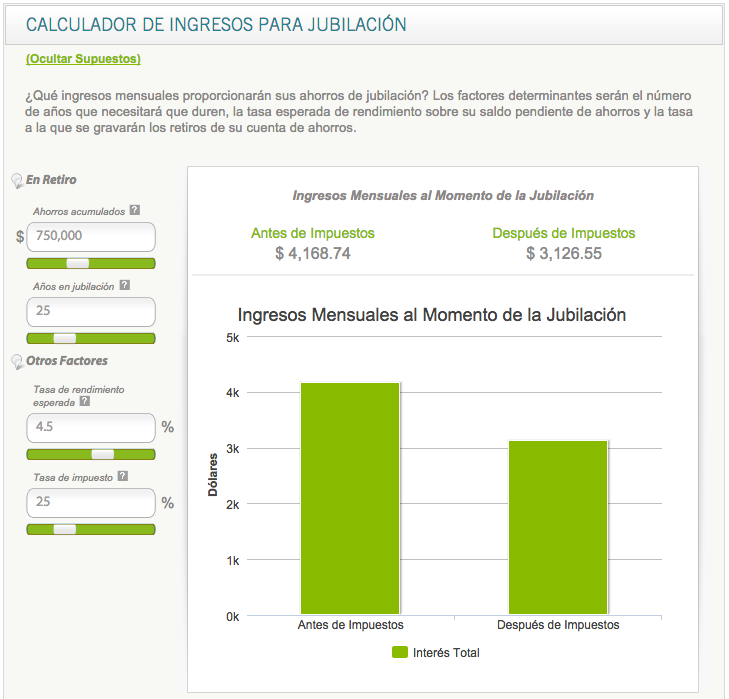 CALCULADOR DE INGRESOS PARA JUBILACIÓN
(Ocultar Supuestos)
¿Qué ingresos mensuales proporcionarán sus ahorros de jubilación? Los factores determinantes serán el número
de años que necesitará que duren, la tasa esperada de rendimiento sobre su saldo pendiente de ahorros y la tasa
a la que se gravarán los retiros de su cuenta de ahorros.
En Retiro
Ahorros acumulados ?
$ 750,000
Años en jubilación ?
25
Otros Factores
Tasa de rendimiento
esperada ?
4.5 %
Tasa de impuesto ?
25 %
Ingresos Mensuales al Momento de la Jubilación
Antes de Impuestos Después de Impuestos
$ 4,168.74 $ 3,126.55
Ingresos Mensuales al Momento de la Jubilación
5k
4k
3k
2k
1k
0k
Dólares
Antes de Impuestos Después de Impuestos
Interés Total